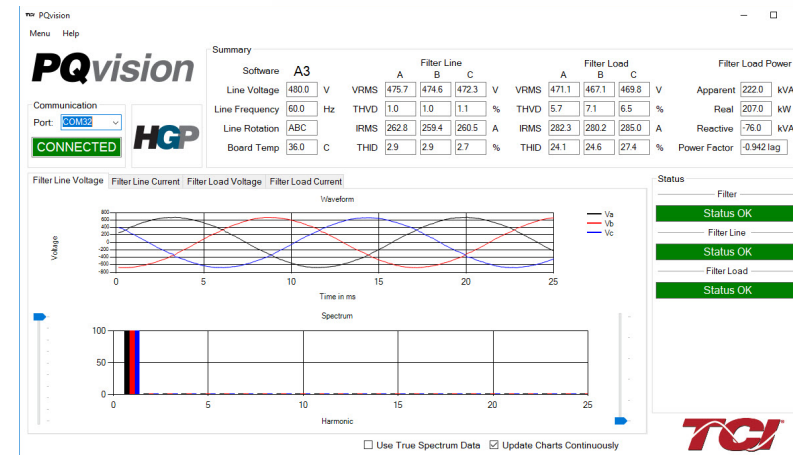 TCI PQvision
Menu Help
PQvision
Communication
Port: COM32
CONNECTED
HGP
Summary
Software A3
Line Voltage 480.0 V
Line Frequency 60.0 Hz
Line Rotation ABC
Board Temp 36.0 C
Filter Line
A B C
VRMS 475.7 474.6 472.3 V
THVD 1.0 1.0 1.1 %
IRMS 262.8 259.4 260.5 A
THID 2.9 2.9 2.7 %
Filter Load
A B C
VRMS 471.1 467.1 469.8 V
THVD 5.7 7.1 6.5 %
IRMS 282.3 280.2 285.0 A
THID 24.1 24.6 27.4 %
Filter Load Power
Apparent 222.0 kVA
Real 207.0 kW
Reactive -76.0 kVA
Power Factor -0.942 lag
Filter Line Voltage Filter Line Current Filter Load Voltage Filter Load Current
Waveform
Voltage
800
600
400
200
0
-200
-400
-600
-800
0 5 10 15 20 25
Time in ms
Va
Vb
Vc
Spectrum
100
50
0
0 5 10 15 20 25
Harmonic
Use True Spectrum Data Update Charts Continuously
Status
Filter
Status OK
Filter Line
Status OK
Filter Load
Status OK
TCI